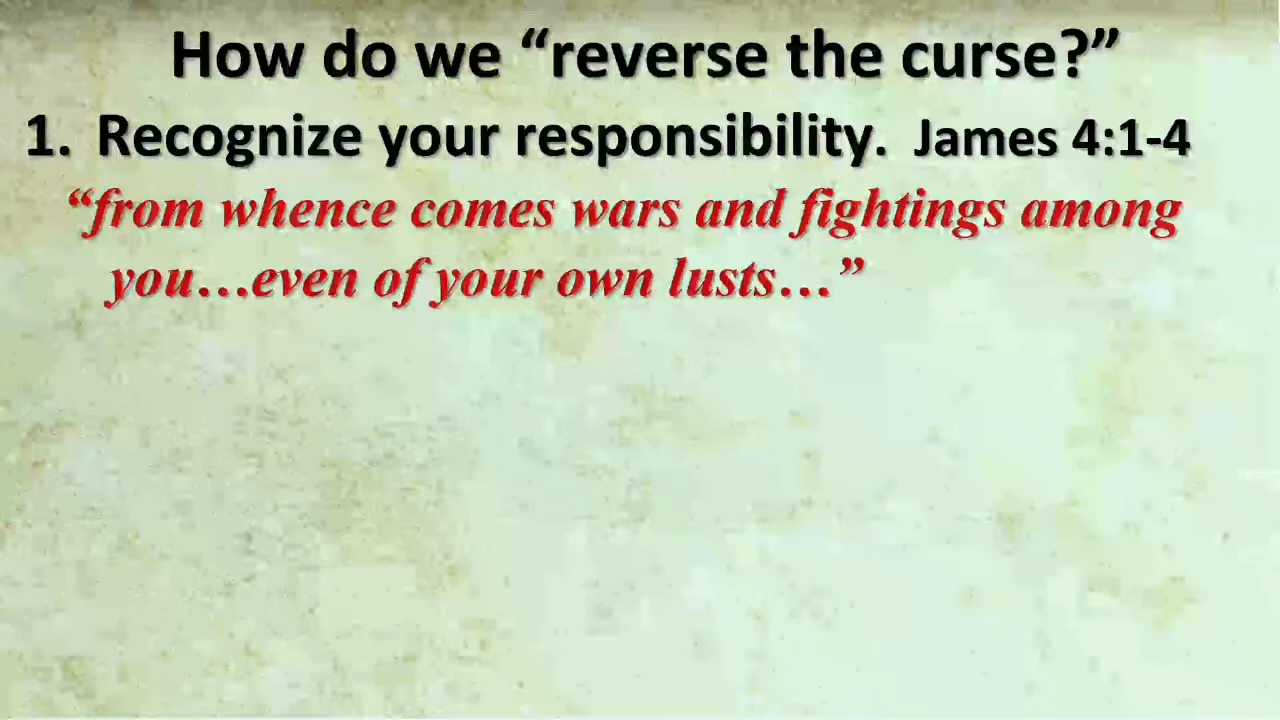 How do we “reverse the curse?”
1. Recognize your responsibility. James 4:1-4
“from whence comes wars and fightings among
you…even of your own lusts…”